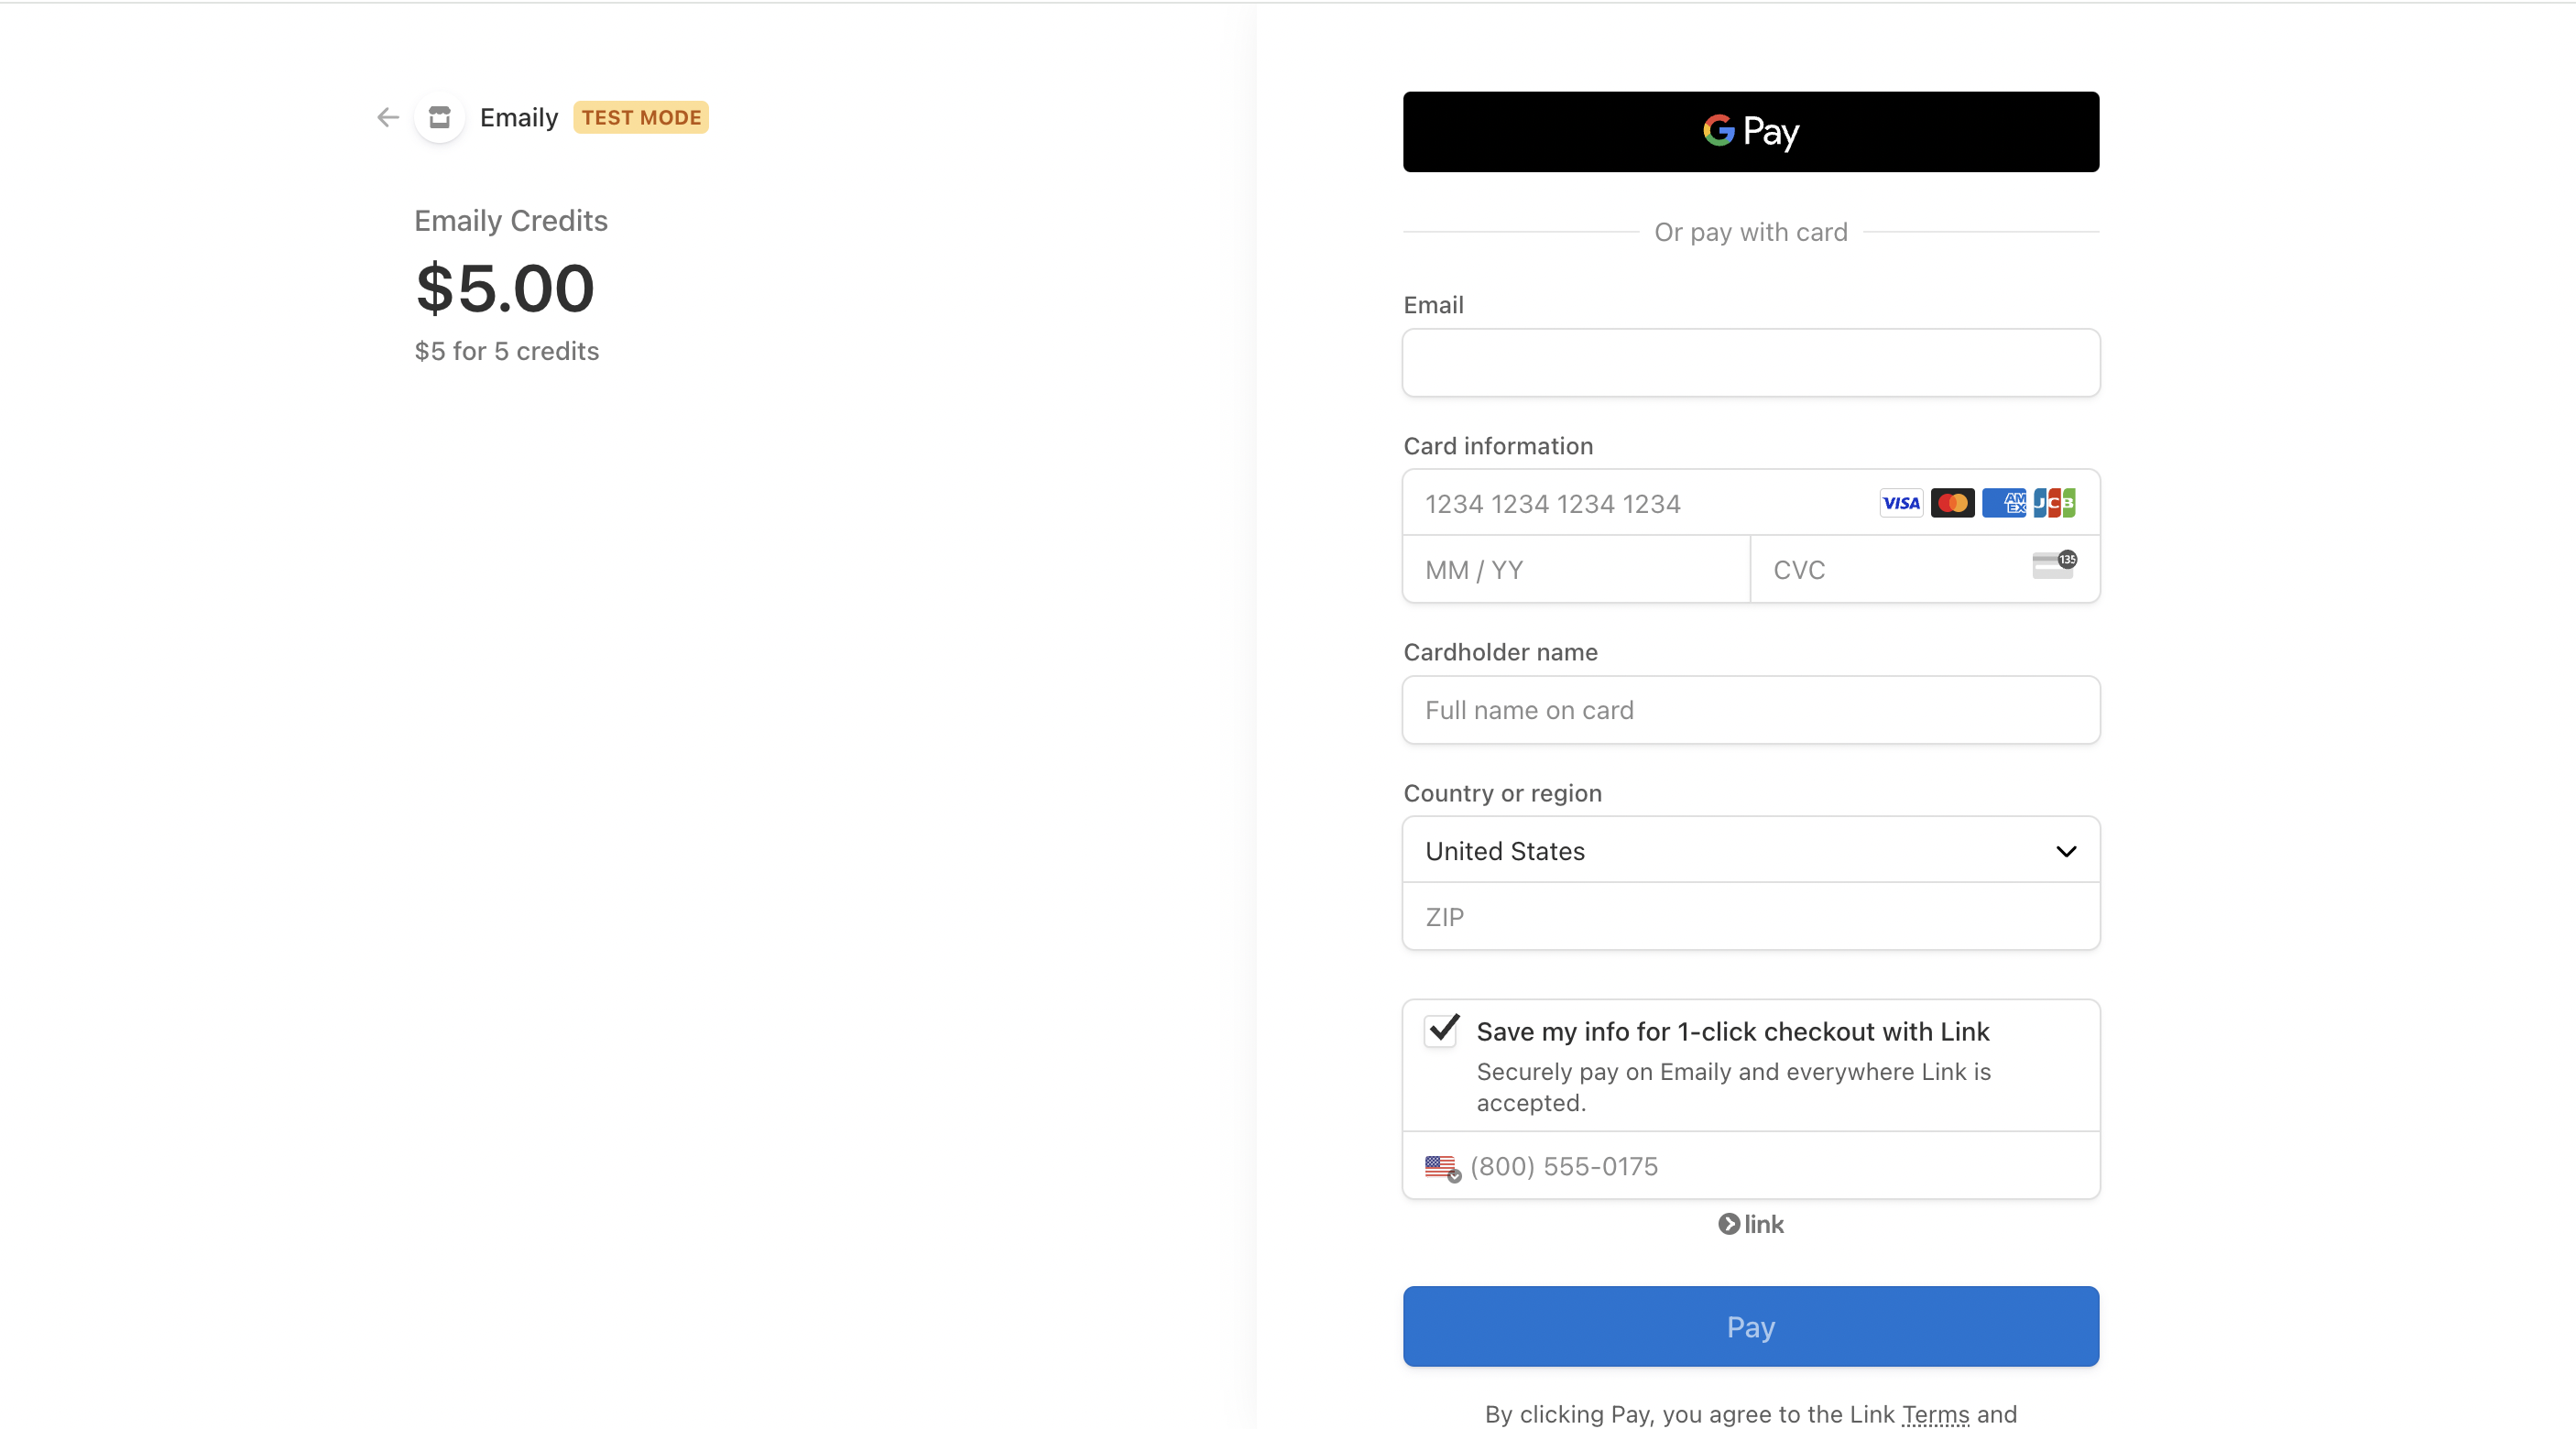 Emaily TEST MODE
Emaily Credits
$5.00
$5 for 5 credits
G Pay
Or pay with card
Email
Card information
1234 1234 1234 1234 VISA AMEX JCB
MM / YY CVC 135
Cardholder name
Full name on card
Country or region
United States
ZIP
Save my info for 1-click checkout with Link
Securely pay on Emaily and everywhere Link is
accepted.
(800) 555-0175
link
Pay
By clicking Pay, you agree to the Link Terms and